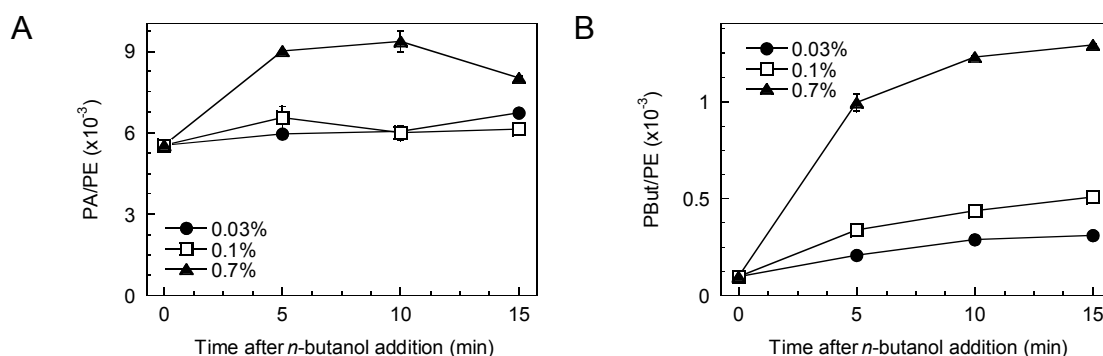 A
PA/PE (x10⁻³)
9
6
3
0
0.03%
0.1%
0.7%
0 5 10 15
Time after n-butanol addition (min)
B
PBut/PE (x10⁻³)
1
0.5
0
0.03%
0.1%
0.7%
0 5 10 15
Time after n-butanol addition (min)